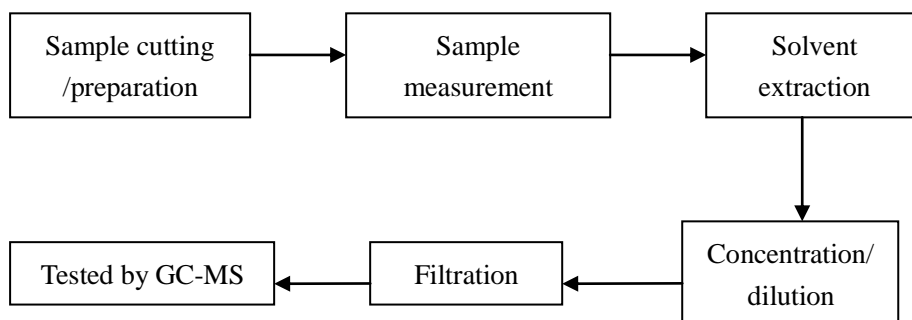 Sample cutting
/preparation
Sample
measurement
Solvent
extraction
Concentration/
dilution
Filtration
Tested by GC-MS